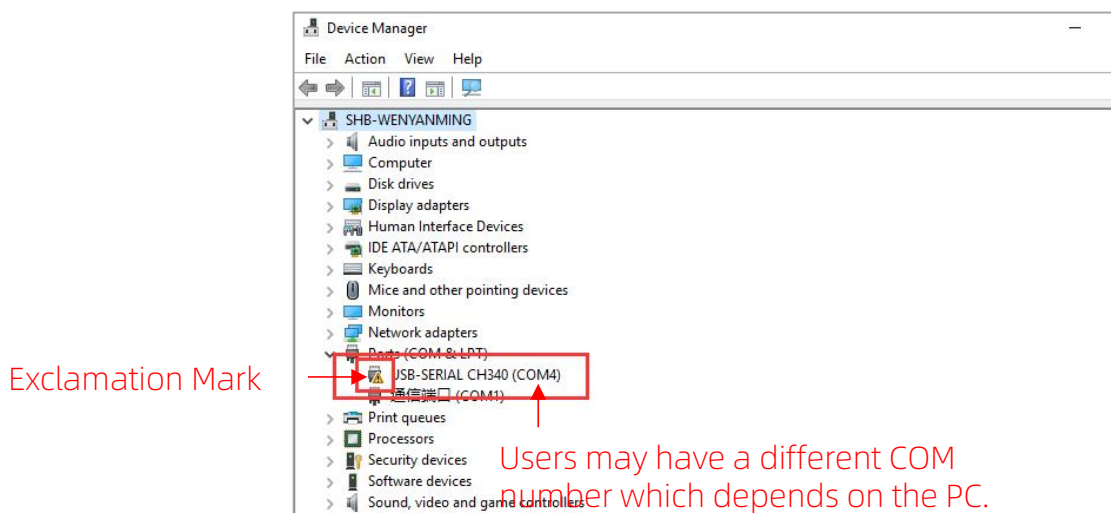 Device Manager
File Action View Help
SHB-WENYANMING
Audio inputs and outputs
Computer
Disk drives
Display adapters
Human Interface Devices
IDE ATA/ATAPI controllers
Keyboards
Mice and other pointing devices
Monitors
Network adapters
Ports (COM & LPT)
USB-SERIAL CH340 (COM4)
通信端口 (COM1)
Print queues
Processors
Security devices
Software devices
Sound, video and game controllers
Exclamation Mark
Users may have a different COM
number which depends on the PC.